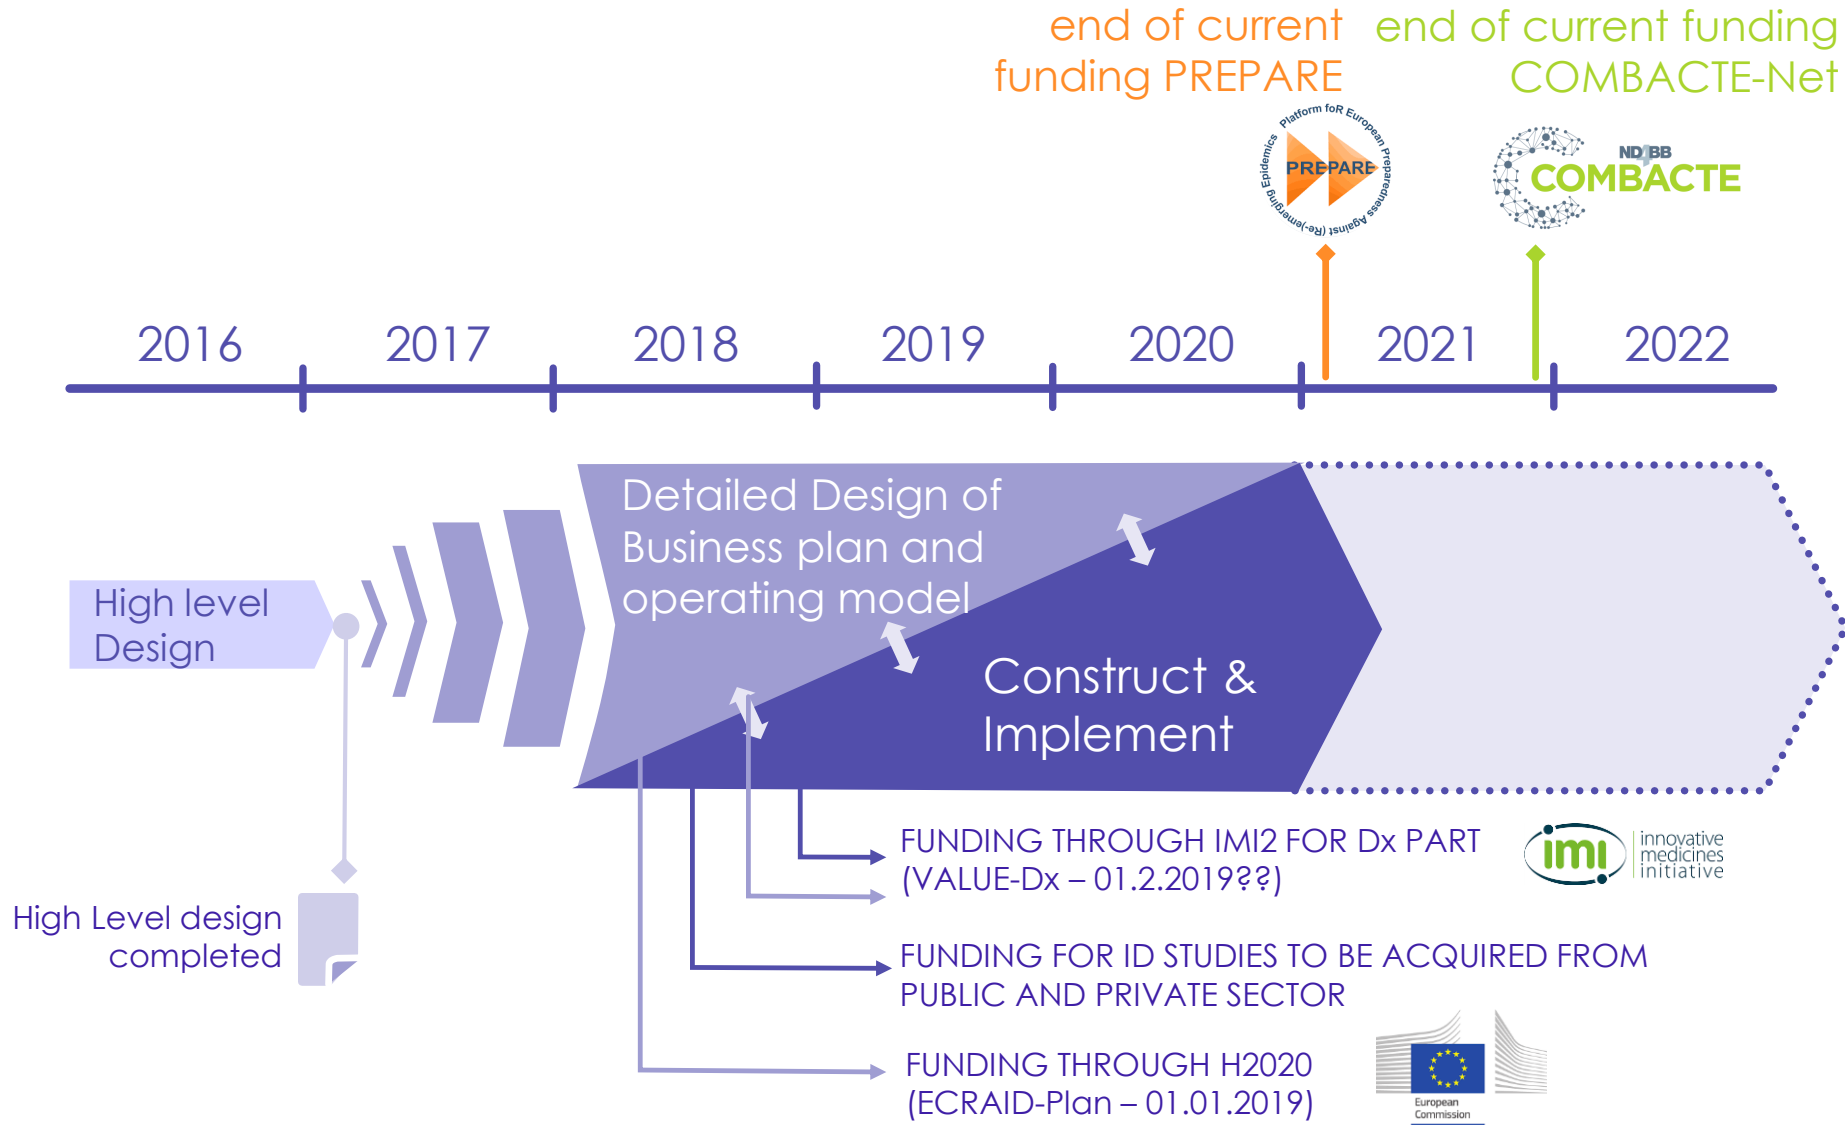 end of current
funding PREPARE
end of current funding
COMBACTE-Net
Platform foR European Preparedness Against (Re-)emerging Epidemics
PREPARE
ND4BB
COMBACTE
2016
2017
2018
2019
2020
2021
2022
Detailed Design of
Business plan and
operating model
High level
Design
Construct &
Implement
High Level design
completed
FUNDING THROUGH IMI2 FOR Dx PART
(VALUE-Dx – 01.2.2019??)
imi
innovative
medicines
initiative
FUNDING FOR ID STUDIES TO BE ACQUIRED FROM
PUBLIC AND PRIVATE SECTOR
FUNDING THROUGH H2020
(ECRAID-Plan – 01.01.2019)
European
Commission